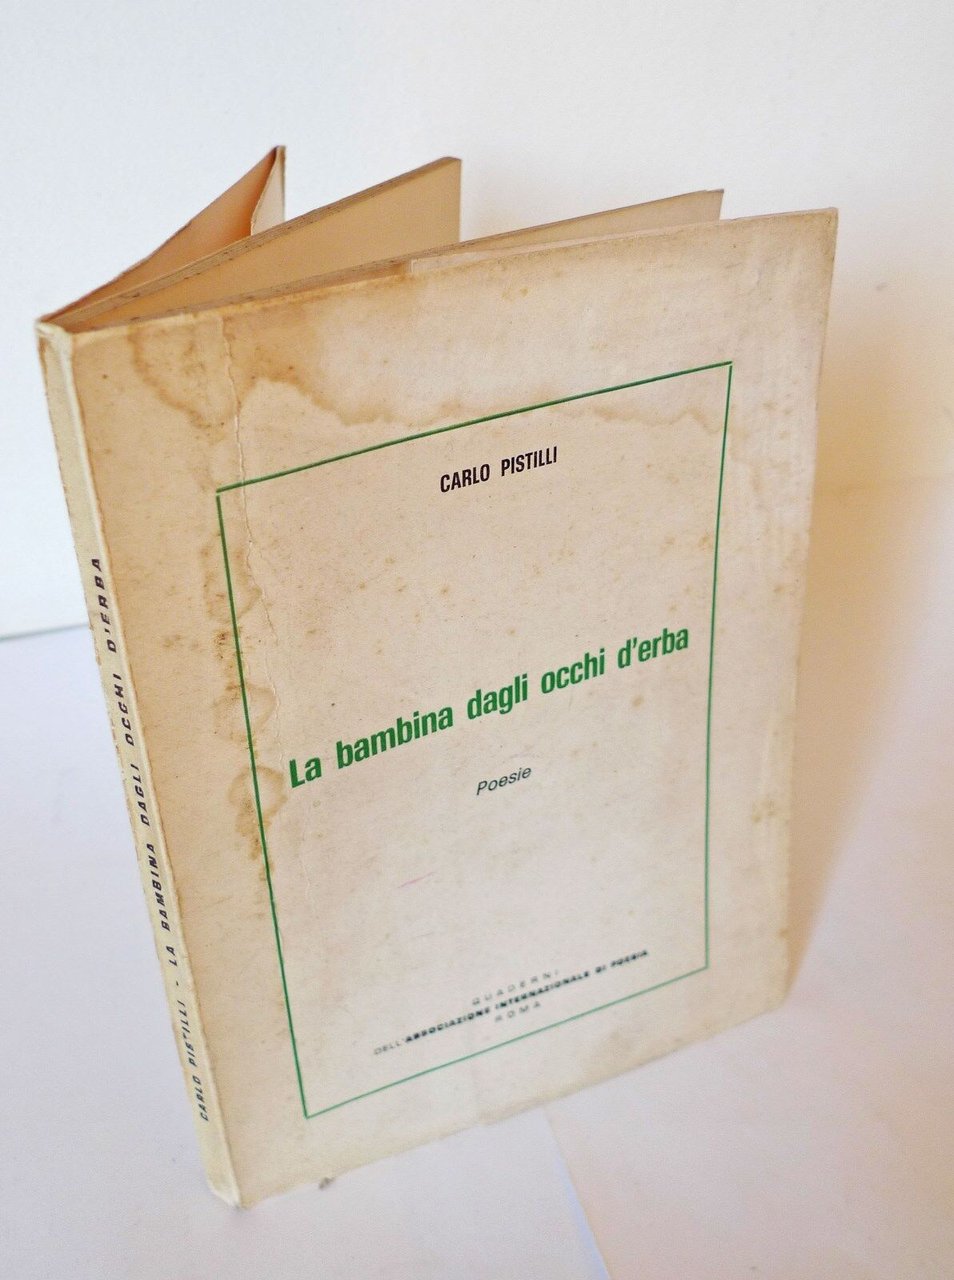 CARLO PISTILLI
La bambina dagli occhi d'erba
Poesie
QUADERNI
DELL'ASSOCIAZIONE INTERNAZIONALE DI POESIA
ROMA
CARLO PISTILLI - LA BAMBINA DAGLI OCCHI D'ERBA